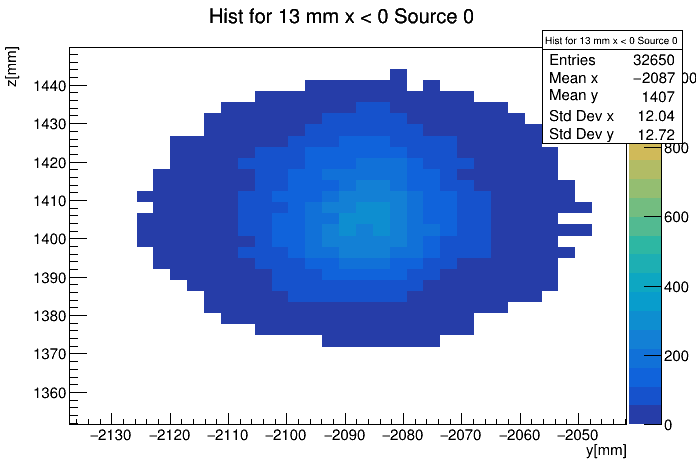 Hist for 13 mm x < 0 Source 0
z[mm]
Hist for 13 mm x < 0 Source 0
Entries 32650
Mean x −2087
Mean y 1407
Std Dev x 12.04
Std Dev y 12.72
1440
1430
1420
1410
1400
1390
1380
1370
1360
−2130 −2120 −2110 −2100 −2090 −2080 −2070 −2060 −2050
y[mm]
00
800
600
400
200
0